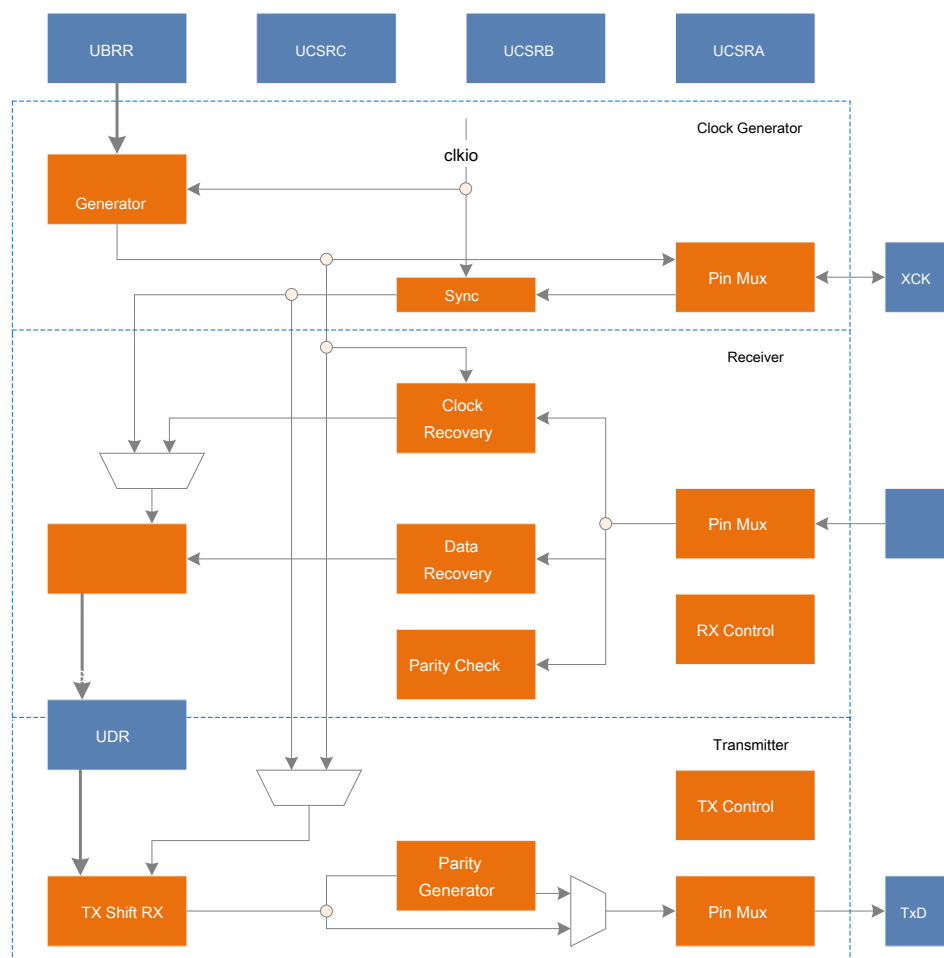 UBRR
UCSRC
UCSRB
UCSRA
Clock Generator
clkio
Generator
Pin Mux
XCK
Sync
Receiver
Clock
Recovery
Pin Mux
Data
Recovery
RX Control
Parity Check
UDR
Transmitter
TX Control
Parity
Generator
TX Shift RX
Pin Mux
TxD